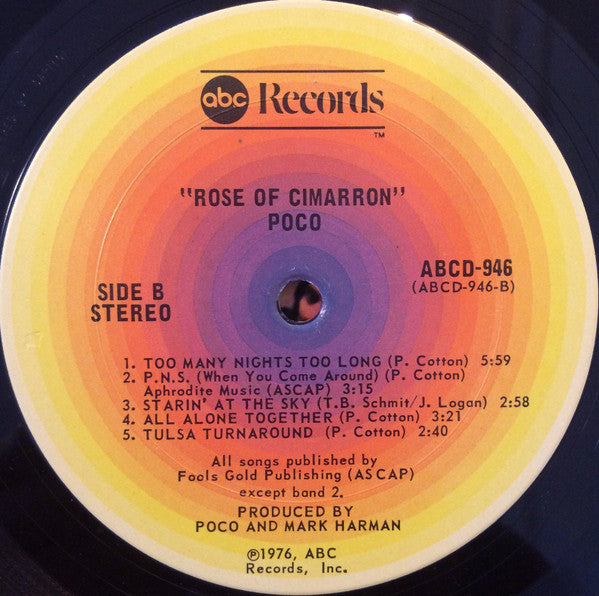 abc Records
TM
"ROSE OF CIMARRON"
POCO
SIDE B
STEREO
ABCD-946
(ABCD-946-B)
1. TOO MANY NIGHTS TOO LONG (P. Cotton) 5:59
2. P.N.S. (When You Come Around) (P. Cotton)
Aphrodite Music (ASCAP) 3:15
3. STARIN' AT THE SKY (T.B. Schmit/J. Logan) 2:58
4. ALL ALONE TOGETHER (P. Cotton) 3:21
5. TULSA TURNAROUND (P. Cotton) 2:40
All songs published by
Fools Gold Publishing (ASCAP)
except band 2.
PRODUCED BY
POCO AND MARK HARMAN
℗1976, ABC
Records, Inc.